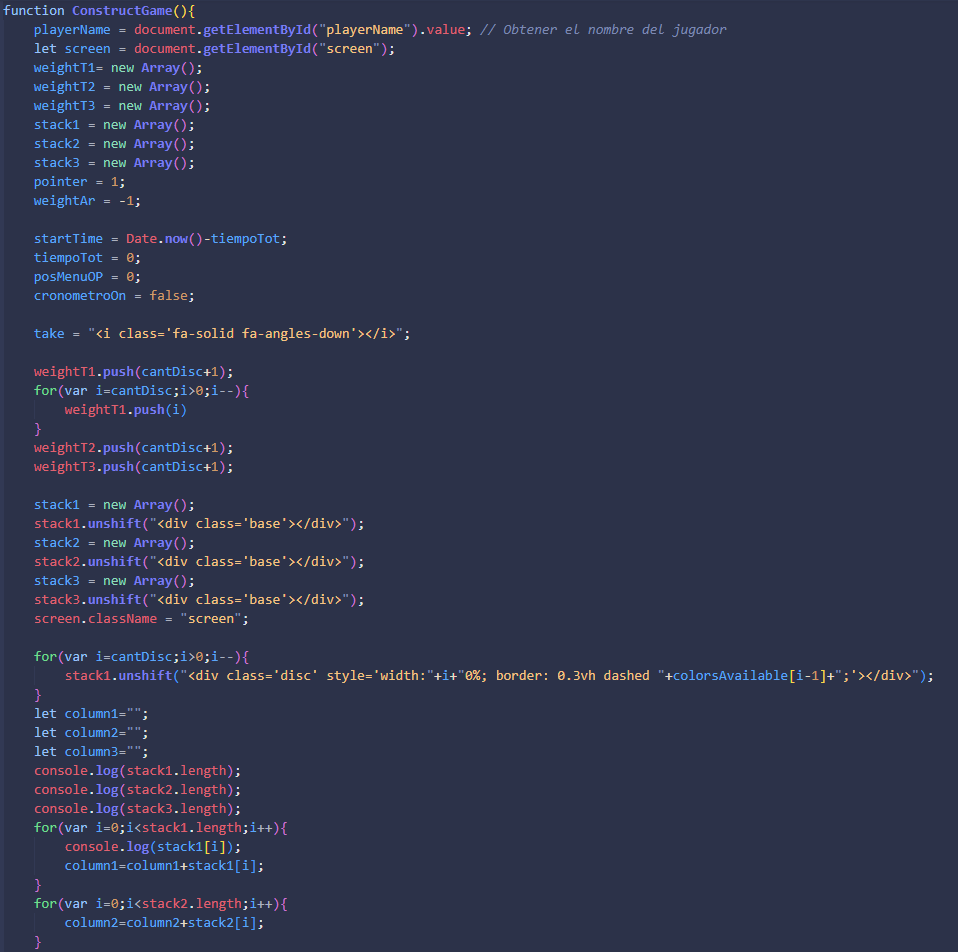 function ConstructGame(){
    playerName = document.getElementById("playerName").value; // Obtener el nombre del jugador
    let screen = document.getElementById("screen");
    weightT1= new Array();
    weightT2 = new Array();
    weightT3 = new Array();
    stack1 = new Array();
    stack2 = new Array();
    stack3 = new Array();
    pointer = 1;
    weightAr = -1;

    startTime = Date.now()-tiempoTot;
    tiempoTot = 0;
    posMenuOP = 0;
    cronometroOn = false;

    take = "<i class='fa-solid fa-angles-down'></i>";

    weightT1.push(cantDisc+1);
    for(var i=cantDisc;i>0;i--){
        weightT1.push(i)
    }
    weightT2.push(cantDisc+1);
    weightT3.push(cantDisc+1);

    stack1 = new Array();
    stack1.unshift("<div class='base'></div>");
    stack2 = new Array();
    stack2.unshift("<div class='base'></div>");
    stack3 = new Array();
    stack3.unshift("<div class='base'></div>");
    screen.className = "screen";

    for(var i=cantDisc;i>0;i--){
        stack1.unshift("<div class='disc' style='width:"+i+"0%; border: 0.3vh dashed "+colorsAvailable[i-1]+";'></div>");
    }
    let column1="";
    let column2="";
    let column3="";
    console.log(stack1.length);
    console.log(stack2.length);
    console.log(stack3.length);
    for(var i=0;i<stack1.length;i++){
        console.log(stack1[i]);
        column1=column1+stack1[i];
    }
    for(var i=0;i<stack2.length;i++){
        column2=column2+stack2[i];
    }